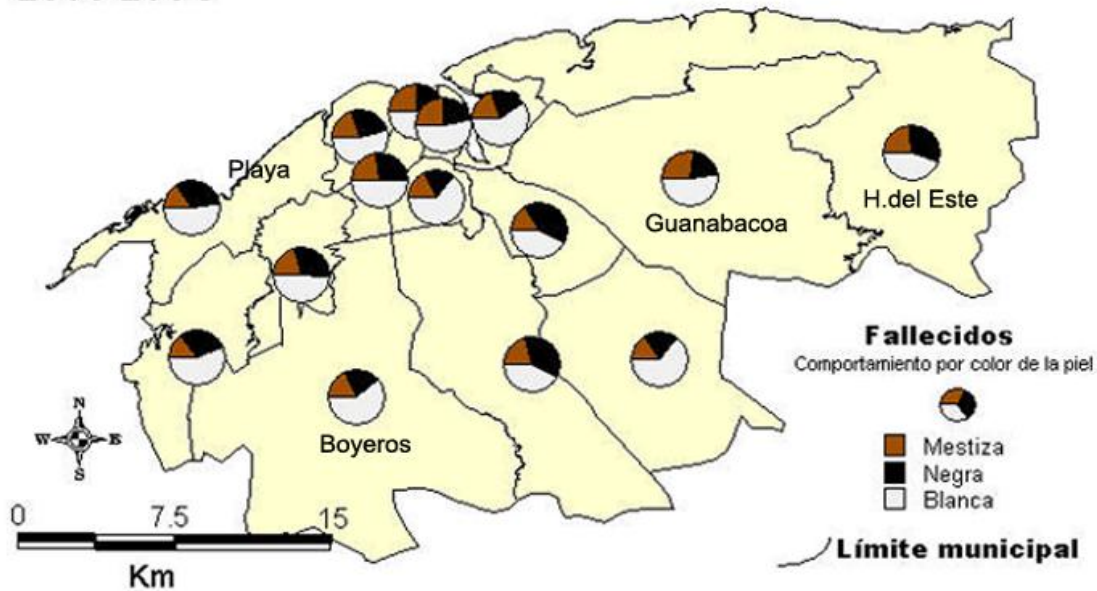 Playa
Guanabacoa
H.del Este
Boyeros
Fallecidos
Comportamiento por color de la piel
Mestiza
Negra
Blanca
Límite municipal
N
W E
S
0 7.5 15
Km